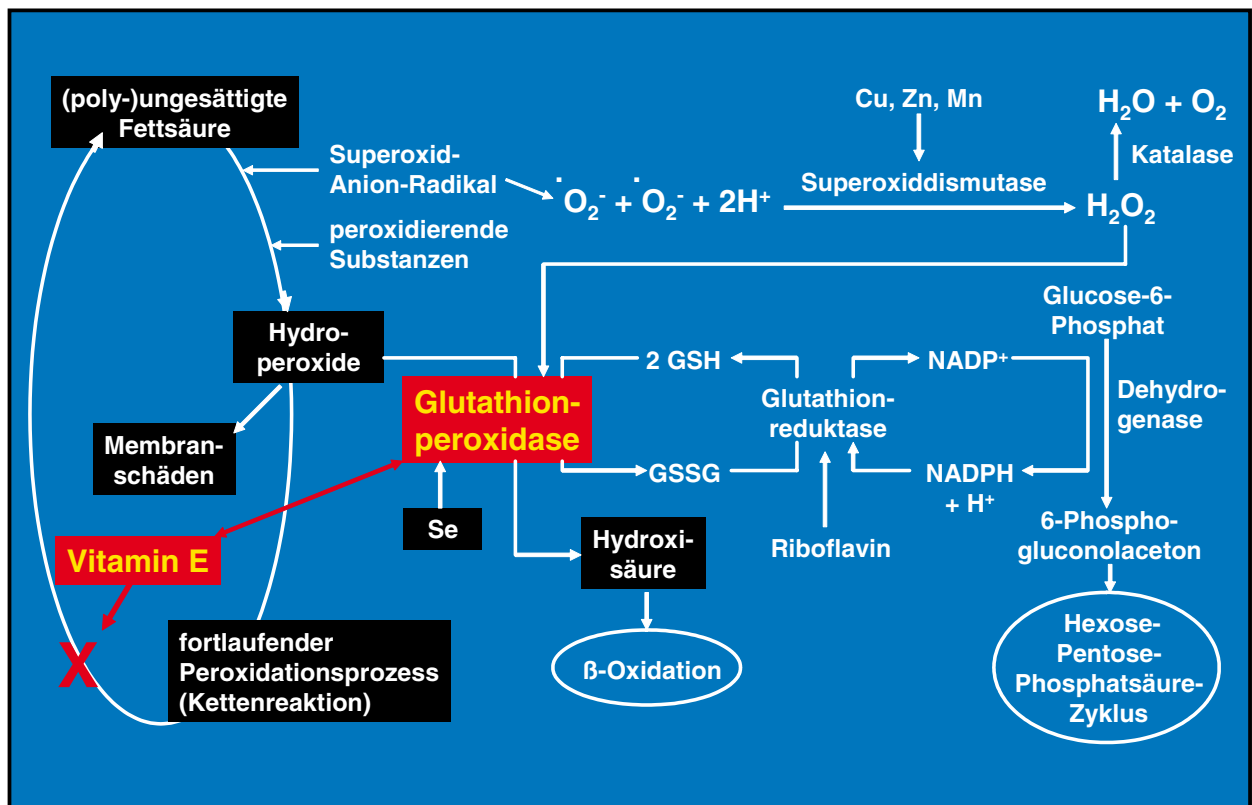 (poly-)ungesättigte
Fettsäure
Superoxid-
Anion-Radikal
peroxidierende
Substanzen
˙O₂⁻ + ˙O₂⁻ + 2H⁺
Cu, Zn, Mn
Superoxiddismutase
H₂O + O₂
Katalase
H₂O₂
Hydro-
peroxide
Membran-
schäden
Vitamin E
X
fortlaufender
Peroxidationsprozess
(Kettenreaktion)
Glutathion-
peroxidase
Se
2 GSH
GSSG
Hydroxi-
säure
ß-Oxidation
Glutathion-
reduktase
Riboflavin
NADP⁺
NADPH
+ H⁺
Glucose-6-
Phosphat
Dehydro-
genase
6-Phospho-
gluconolaceton
Hexose-
Pentose-
Phosphatsäure-
Zyklus